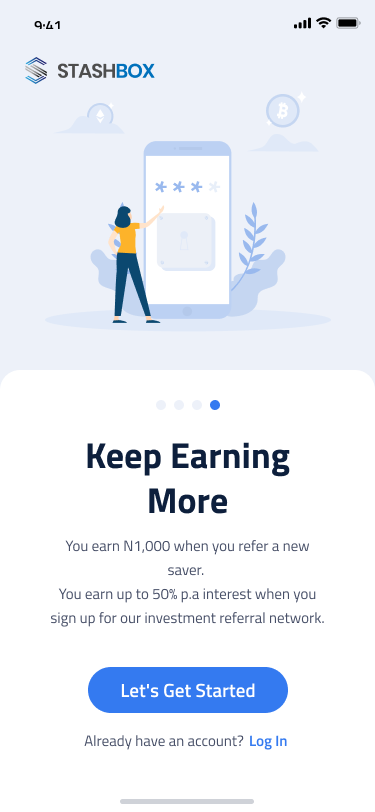 9:41
STASHBOX
Keep Earning
More
You earn N1,000 when you refer a new
saver.
You earn up to 50% p.a interest when you
sign up for our investment referral network.
Let's Get Started
Already have an account? Log In